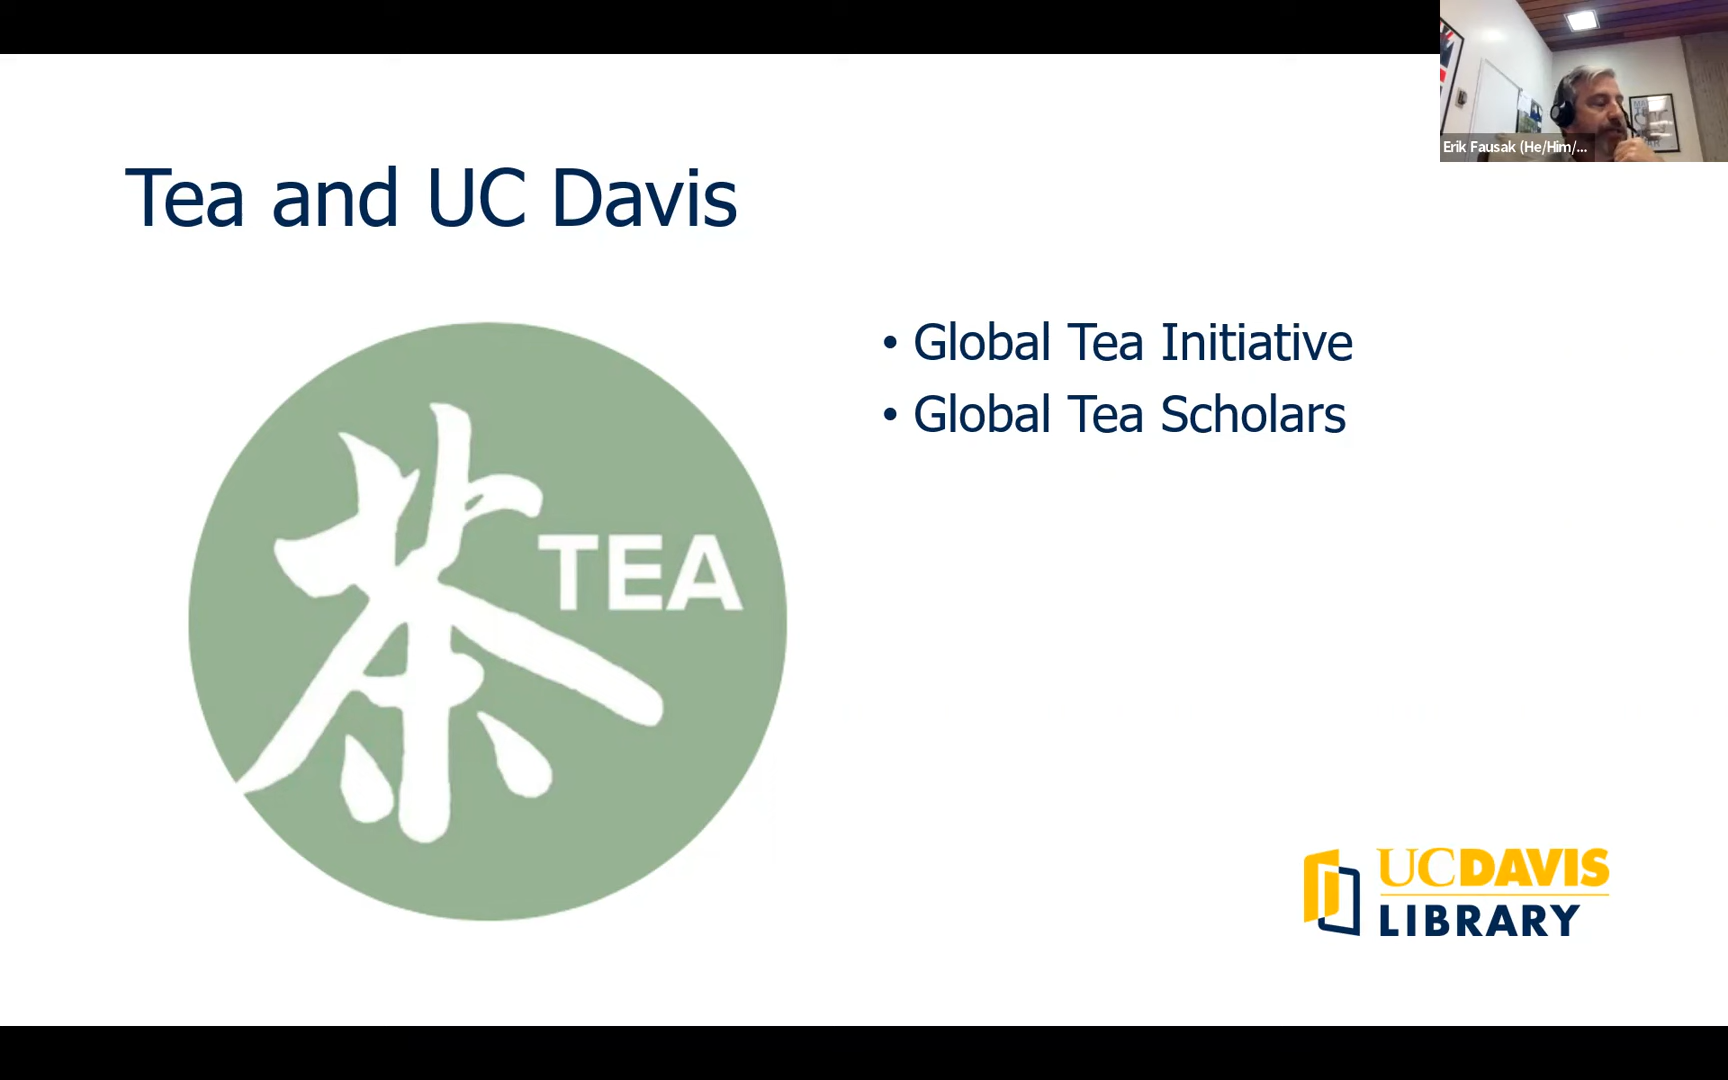 Erik Fausak (He/Him/...
Tea and UC Davis
• Global Tea Initiative
• Global Tea Scholars
茶
TEA
UCDAVIS
LIBRARY